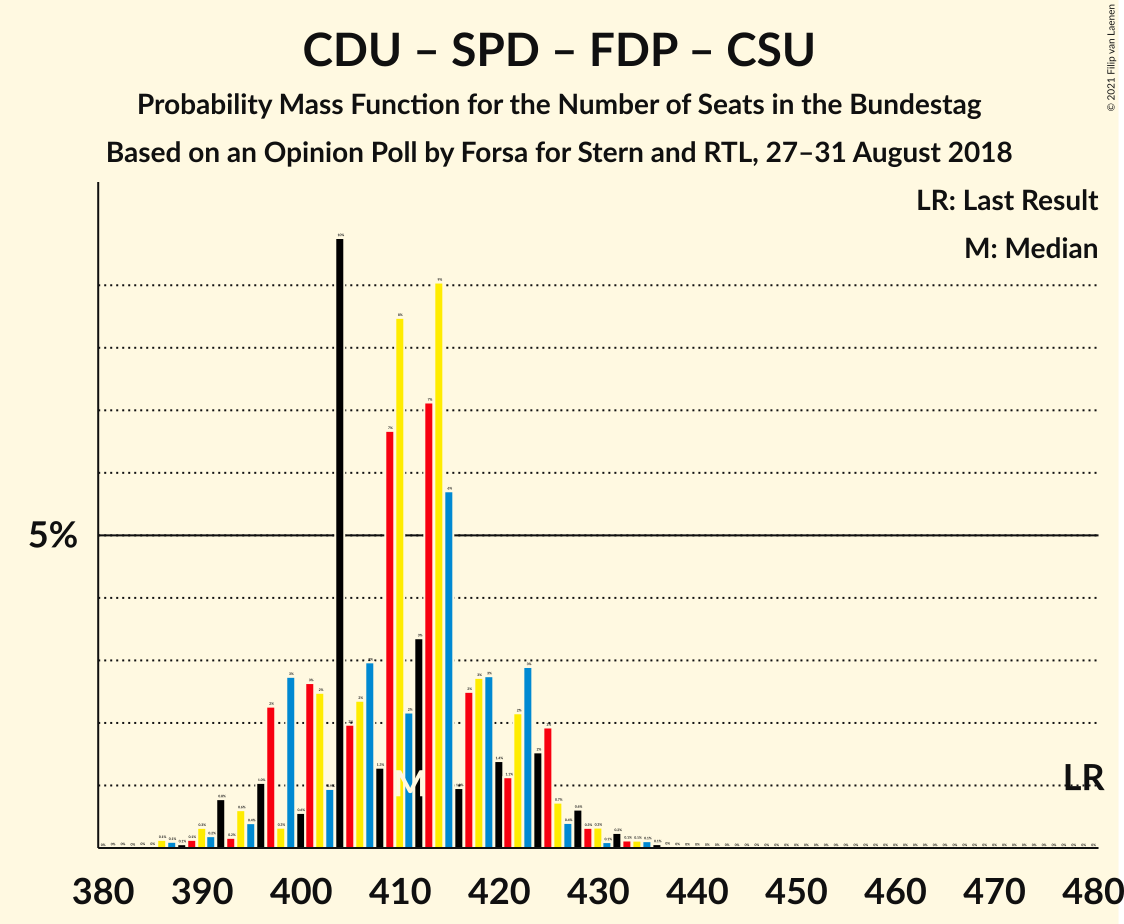 CDU – SPD – FDP – CSU
Probability Mass Function for the Number of Seats in the Bundestag
Based on an Opinion Poll by Forsa for Stern and RTL, 27–31 August 2018
© 2021 Filip van Laenen
LR: Last Result
M: Median
5%
M
LR
380 390 400 410 420 430 440 450 460 470 480